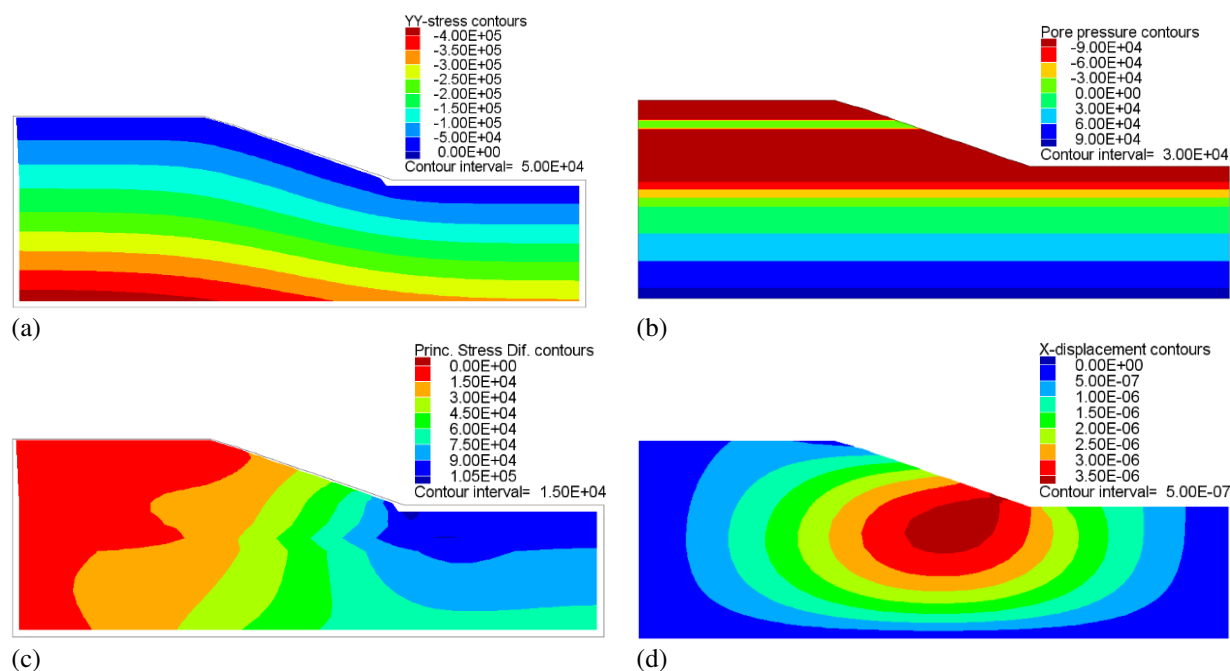 YY-stress contours
-4.00E+05
-3.50E+05
-3.00E+05
-2.50E+05
-2.00E+05
-1.50E+05
-1.00E+05
-5.00E+04
0.00E+00
Contour interval= 5.00E+04
(a)
Pore pressure contours
-9.00E+04
-6.00E+04
-3.00E+04
0.00E+00
3.00E+04
6.00E+04
9.00E+04
Contour interval= 3.00E+04
(b)
Princ. Stress Dif. contours
0.00E+00
1.50E+04
3.00E+04
4.50E+04
6.00E+04
7.50E+04
9.00E+04
1.05E+05
Contour interval= 1.50E+04
(c)
X-displacement contours
0.00E+00
5.00E-07
1.00E-06
1.50E-06
2.00E-06
2.50E-06
3.00E-06
3.50E-06
Contour interval= 5.00E-07
(d)